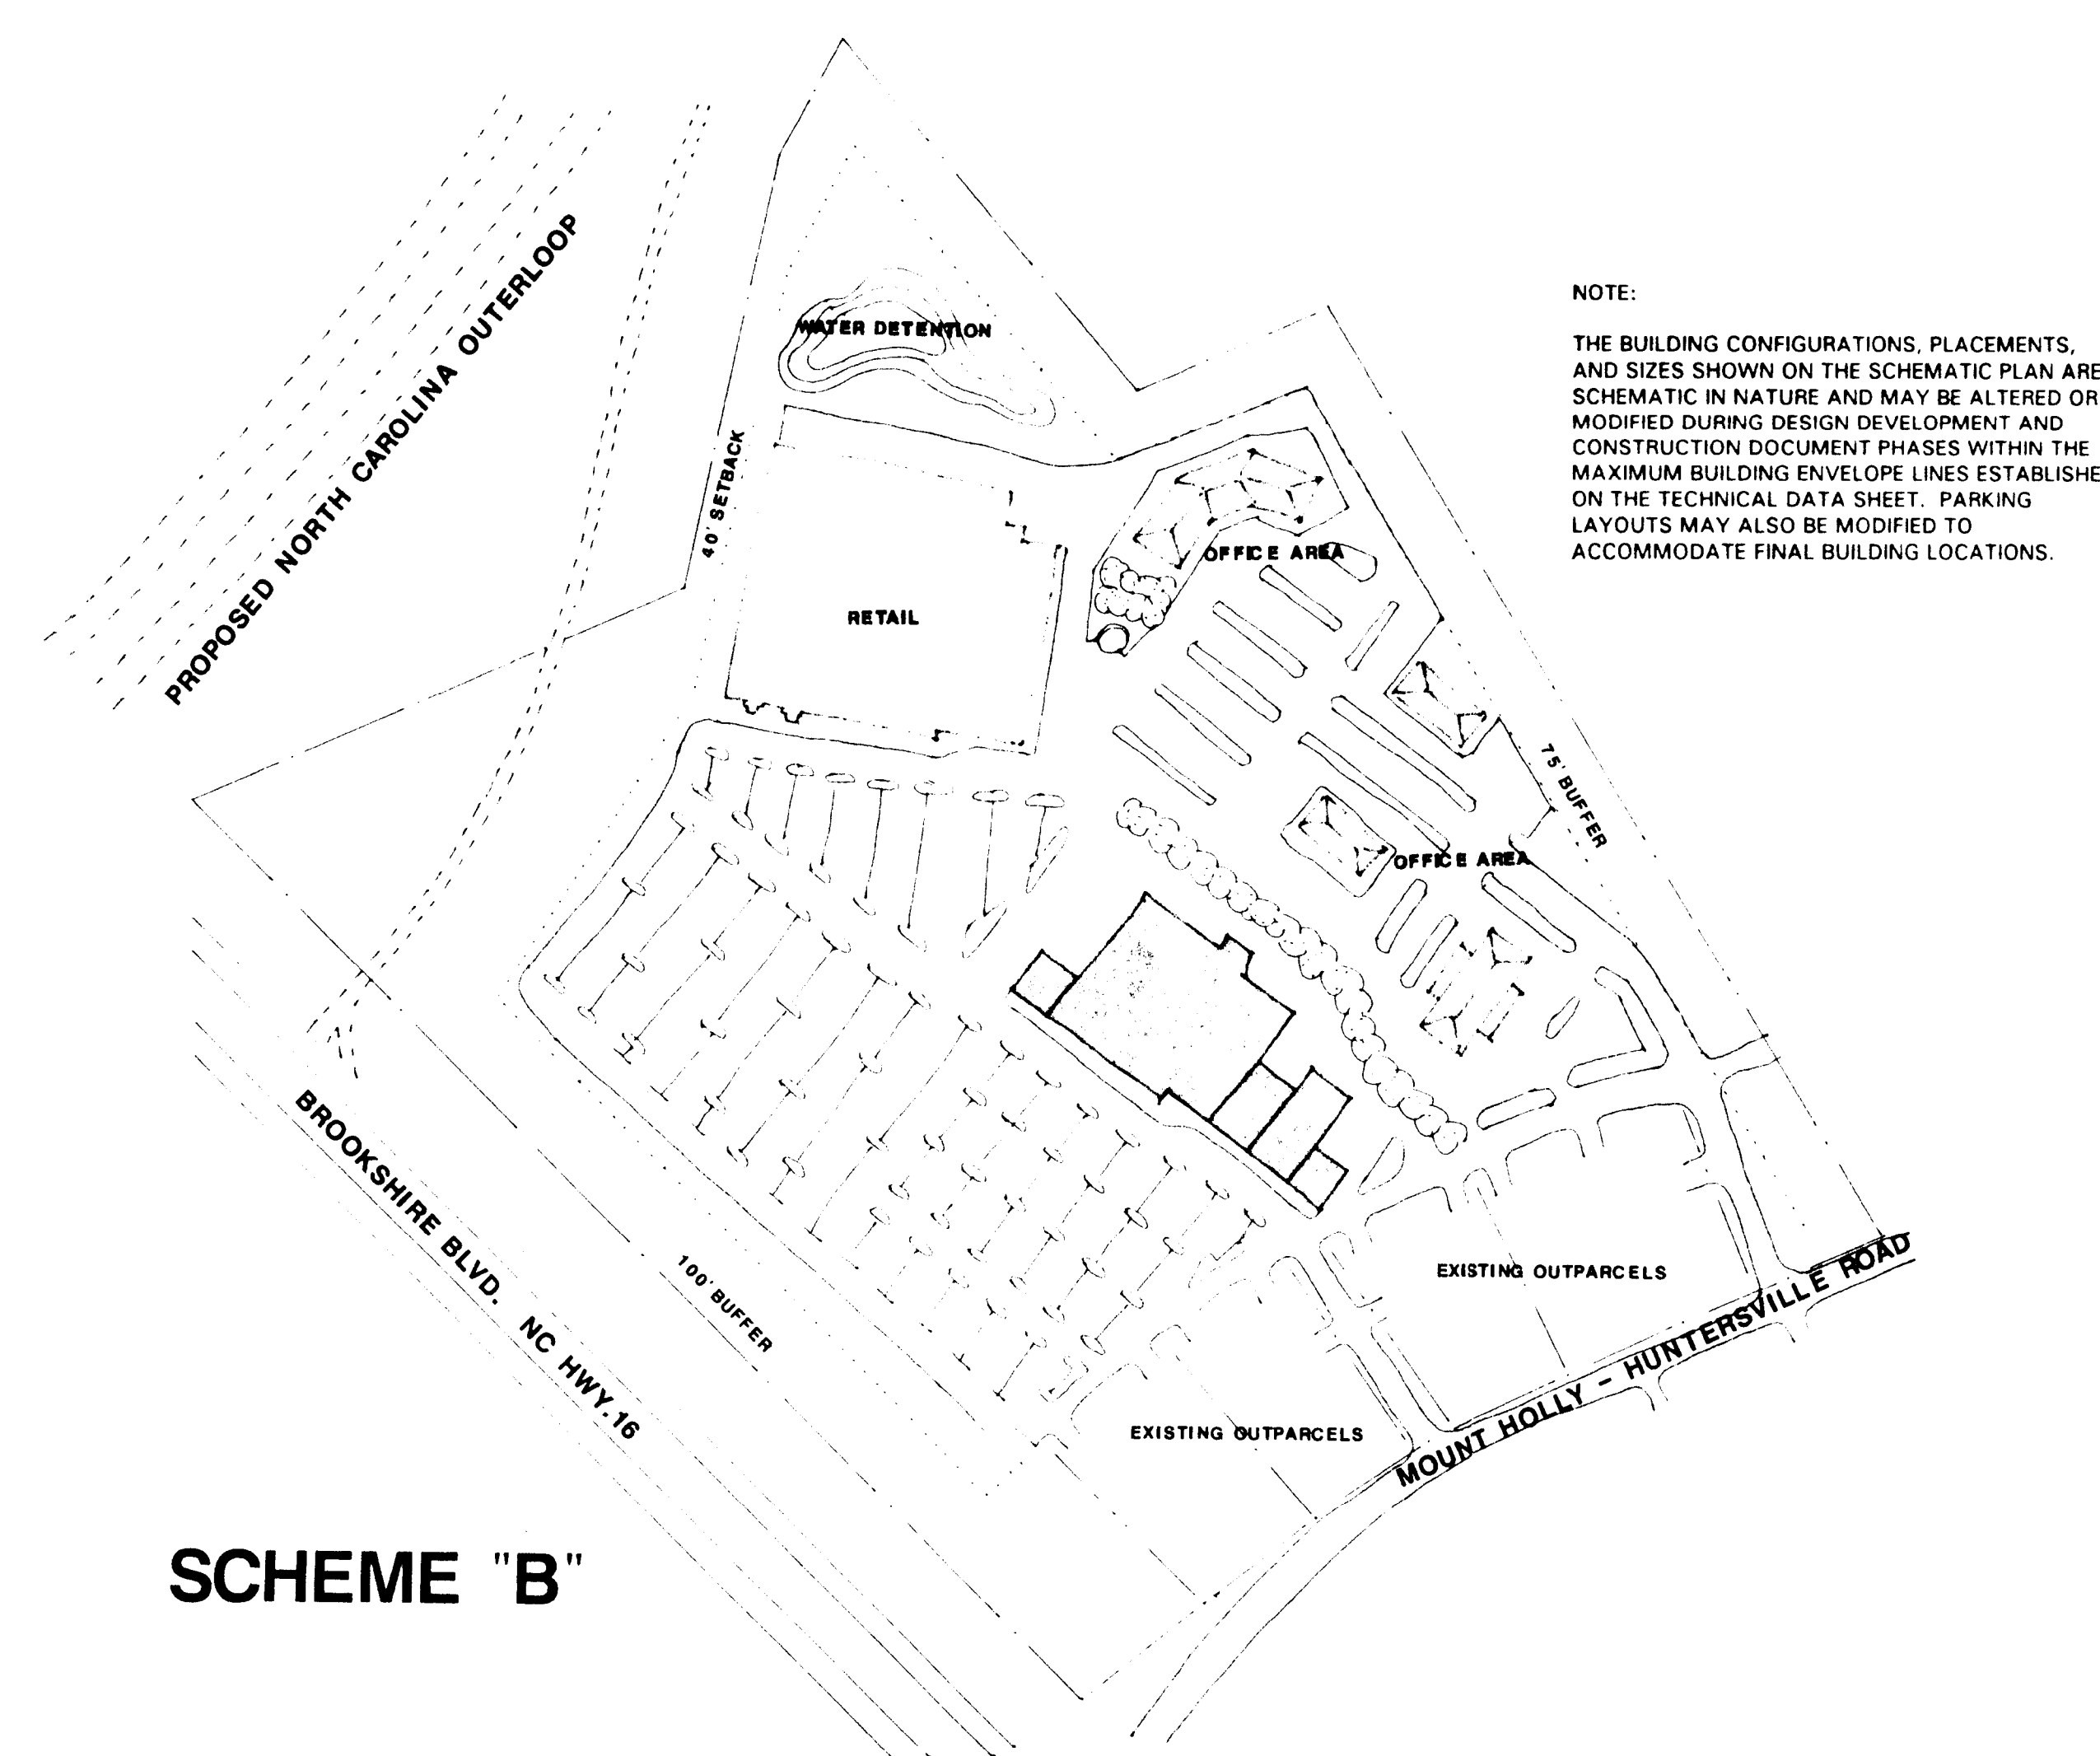 PROPOSED NORTH CAROLINA OUTERLOOP
WATER DETENTION
40' SETBACK
RETAIL
OFFICE AREA
NOTE:
THE BUILDING CONFIGURATIONS, PLACEMENTS,
AND SIZES SHOWN ON THE SCHEMATIC PLAN ARE
SCHEMATIC IN NATURE AND MAY BE ALTERED OR
MODIFIED DURING DESIGN DEVELOPMENT AND
CONSTRUCTION DOCUMENT PHASES WITHIN THE
MAXIMUM BUILDING ENVELOPE LINES ESTABLISHE
ON THE TECHNICAL DATA SHEET. PARKING
LAYOUTS MAY ALSO BE MODIFIED TO
ACCOMMODATE FINAL BUILDING LOCATIONS.
75' BUFFER
OFFICE AREA
BROOKSHIRE BLVD. NC HWY.16
100' BUFFER
EXISTING OUTPARCELS
EXISTING OUTPARCELS
MOUNT HOLLY - HUNTERSVILLE ROAD
SCHEME "B"